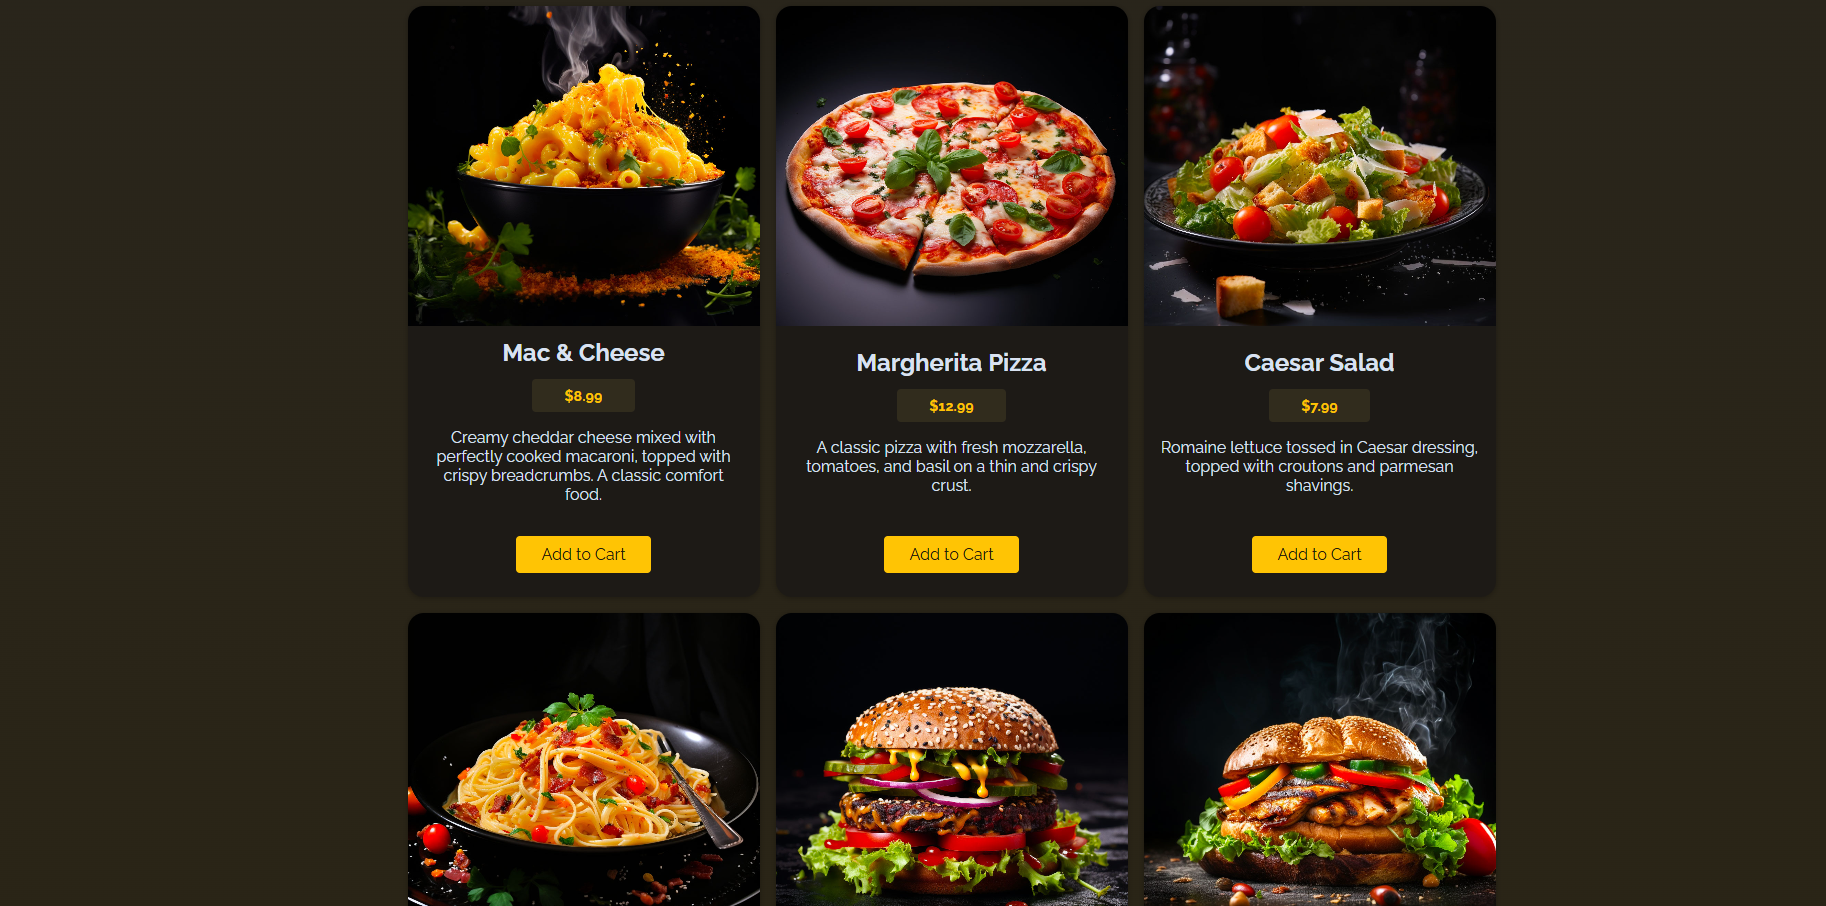 Mac & Cheese
$8.99
Creamy cheddar cheese mixed with
perfectly cooked macaroni, topped with
crispy breadcrumbs. A classic comfort
food.
Add to Cart
Margherita Pizza
$12.99
A classic pizza with fresh mozzarella,
tomatoes, and basil on a thin and crispy
crust.
Add to Cart
Caesar Salad
$7.99
Romaine lettuce tossed in Caesar dressing,
topped with croutons and parmesan
shavings.
Add to Cart